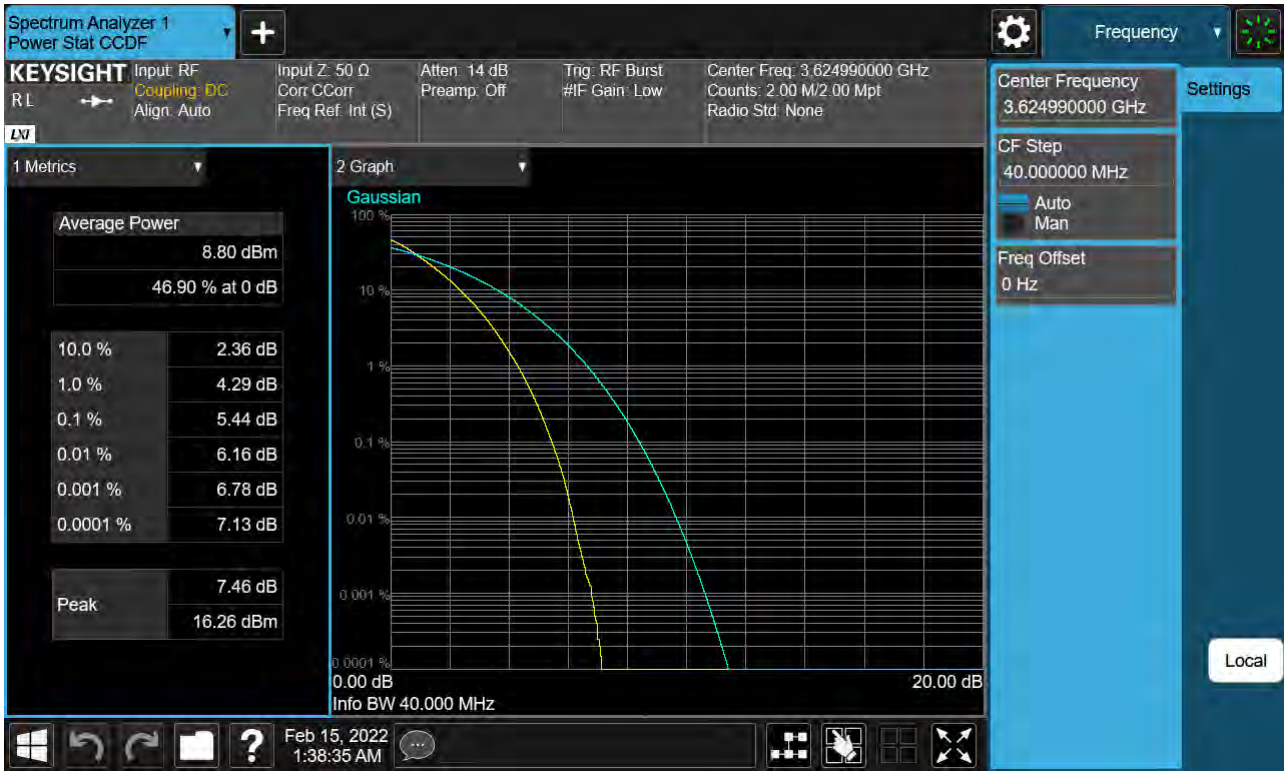 Spectrum Analyzer 1
Power Stat CCDF
+
Frequency
KEYSIGHT
R L
LXI
Input: RF
Coupling: DC
Align: Auto
Input Z: 50 Ω
Corr CCorr
Freq Ref: Int (S)
Atten: 14 dB
Preamp: Off
Trig: RF Burst
#IF Gain: Low
Center Freq: 3.624990000 GHz
Counts: 2.00 M/2.00 Mpt
Radio Std: None
Center Frequency
3.624990000 GHz
Settings
CF Step
40.000000 MHz
Auto
Man
Freq Offset
0 Hz
1 Metrics
Average Power
8.80 dBm
46.90 % at 0 dB
10.0 % 2.36 dB
1.0 % 4.29 dB
0.1 % 5.44 dB
0.01 % 6.16 dB
0.001 % 6.78 dB
0.0001 % 7.13 dB
Peak
7.46 dB
16.26 dBm
2 Graph
Gaussian
100 %
10 %
1 %
0.1 %
0.01 %
0.001 %
0.0001 %
0.00 dB 20.00 dB
Info BW 40.000 MHz
Local
?
Feb 15, 2022
1:38:35 AM